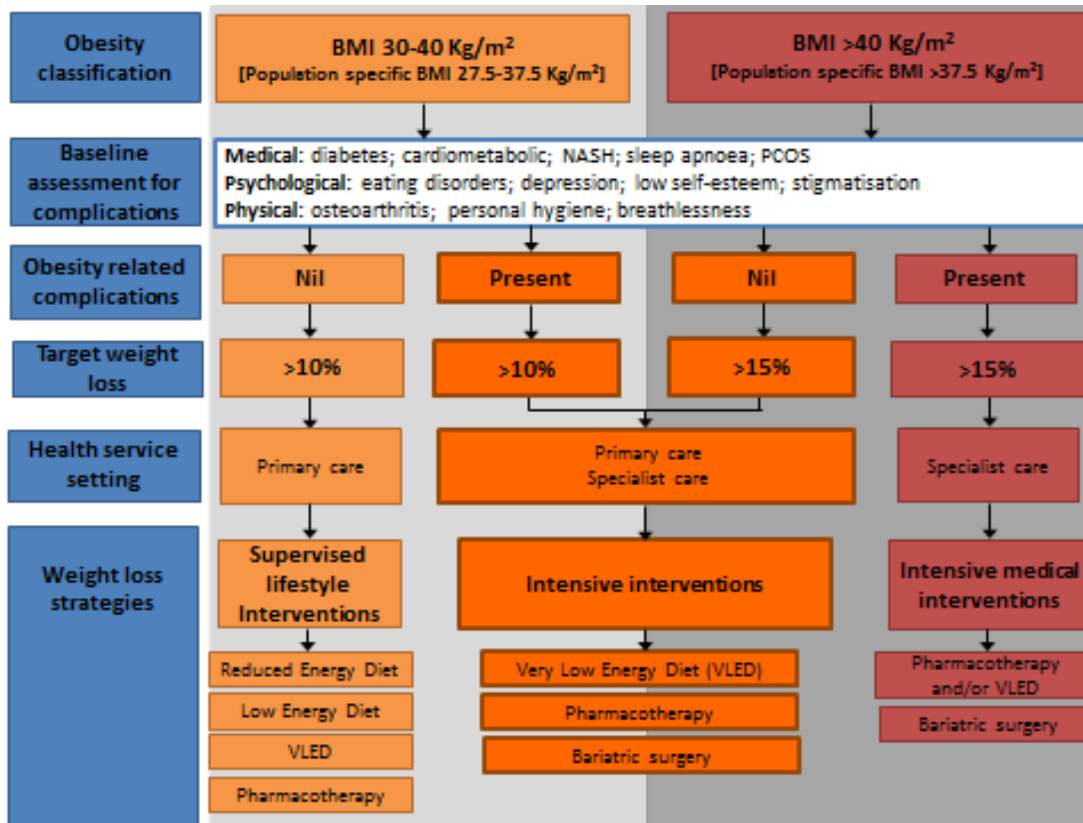 Obesity
classification
BMI 30-40 Kg/m²
[Population specific BMI 27.5-37.5 Kg/m²]
BMI >40 Kg/m²
[Population specific BMI >37.5 Kg/m²]
Baseline
assessment for
complications
Medical: diabetes; cardiometabolic; NASH; sleep apnoea; PCOS
Psychological: eating disorders; depression; low self-esteem; stigmatisation
Physical: osteoarthritis; personal hygiene; breathlessness
Obesity related
complications
Nil
Present
Nil
Present
Target weight
loss
>10%
>10%
>15%
>15%
Health service
setting
Primary care
Primary care
Specialist care
Specialist care
Weight loss
strategies
Supervised
lifestyle
Interventions
Intensive interventions
Intensive medical
interventions
Reduced Energy Diet
Low Energy Diet
VLED
Pharmacotherapy
Very Low Energy Diet (VLED)
Pharmacotherapy
Bariatric surgery
Pharmacotherapy
and/or VLED
Bariatric surgery